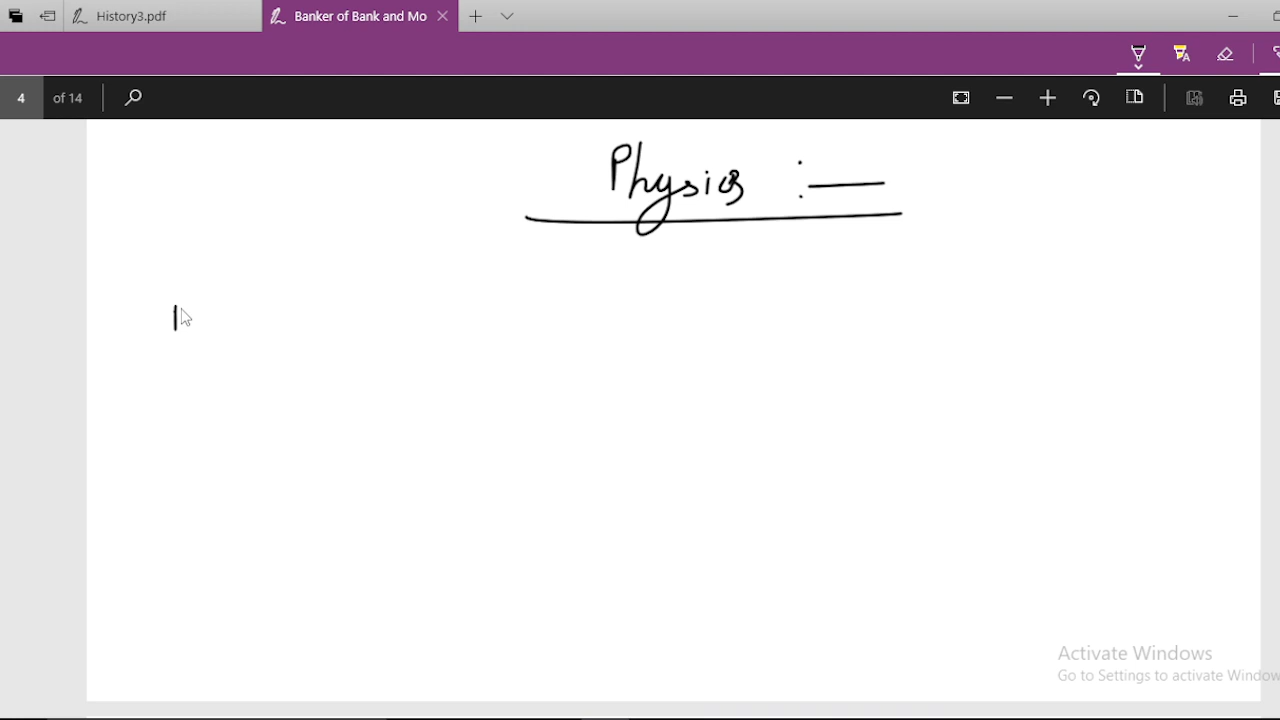 History3.pdf
Banker of Bank and Mo
4 of 14
Physics :—
Activate Windows
Go to Settings to activate Window